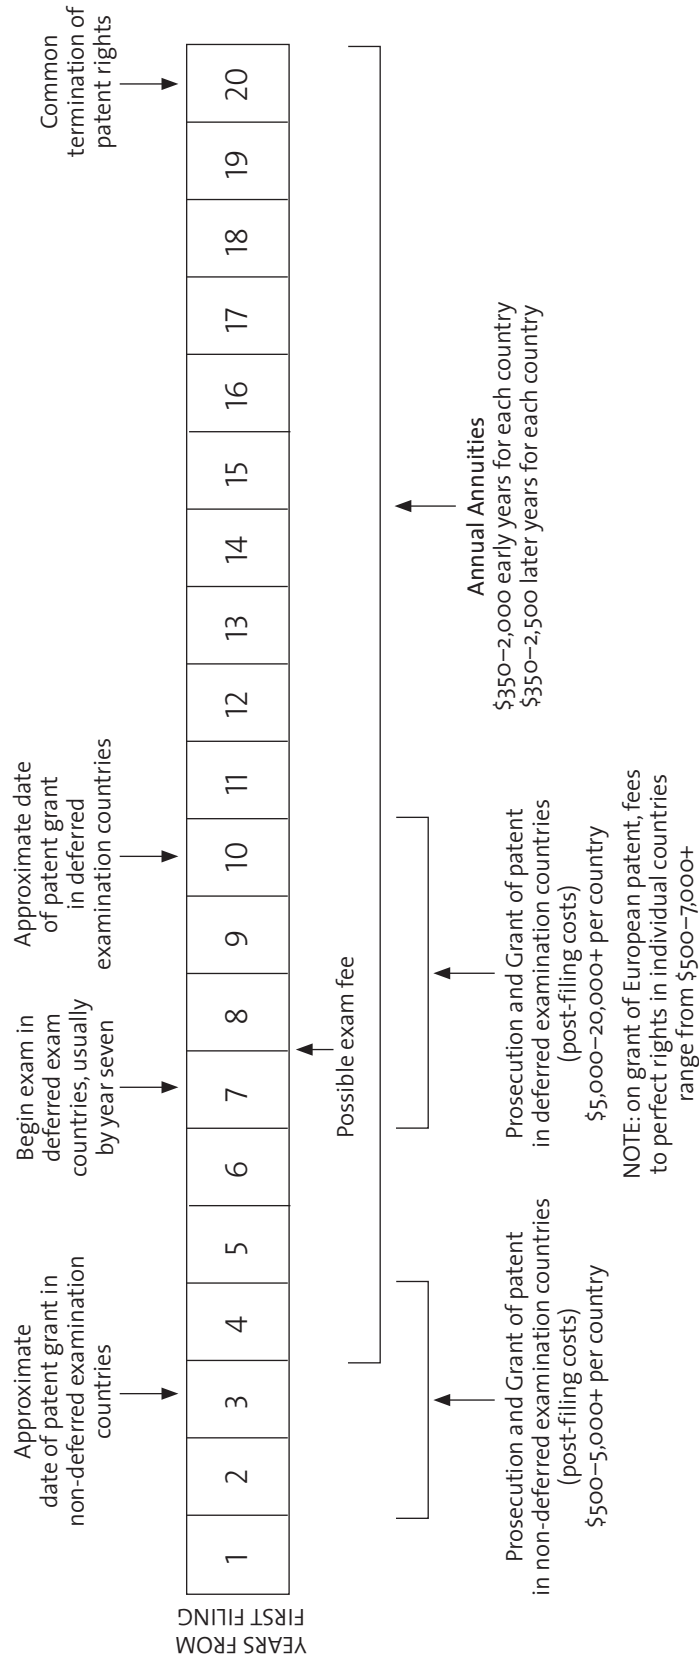 Approximate
date of patent grant in
non-deferred examination
countries
Begin exam in
deferred exam
countries, usually
by year seven
Approximate date
of patent grant
in deferred
examination countries
Common
termination of
patent rights
YEARS FROM
FIRST FILING
1 2 3 4 5 6 7 8 9 10 11 12 13 14 15 16 17 18 19 20
Possible exam fee
Prosecution and Grant of patent
in non-deferred examination countries
(post-filing costs)
$500–5,000+ per country
Prosecution and Grant of patent
in deferred examination countries
(post-filing costs)
$5,000–20,000+ per country
NOTE: on grant of European patent, fees
to perfect rights in individual countries
range from $500–7,000+
Annual Annuities
$350–2,000 early years for each country
$350–2,500 later years for each country